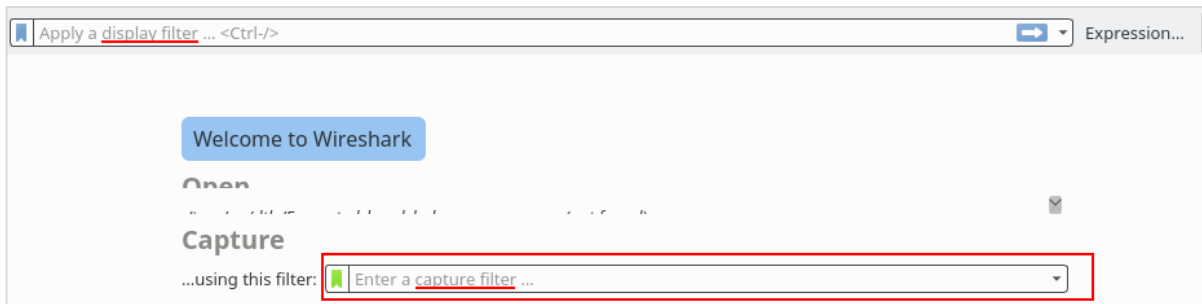 Apply a display filter ... <Ctrl-/>
Expression...
Welcome to Wireshark
Open
Capture
...using this filter:
Enter a capture filter ...